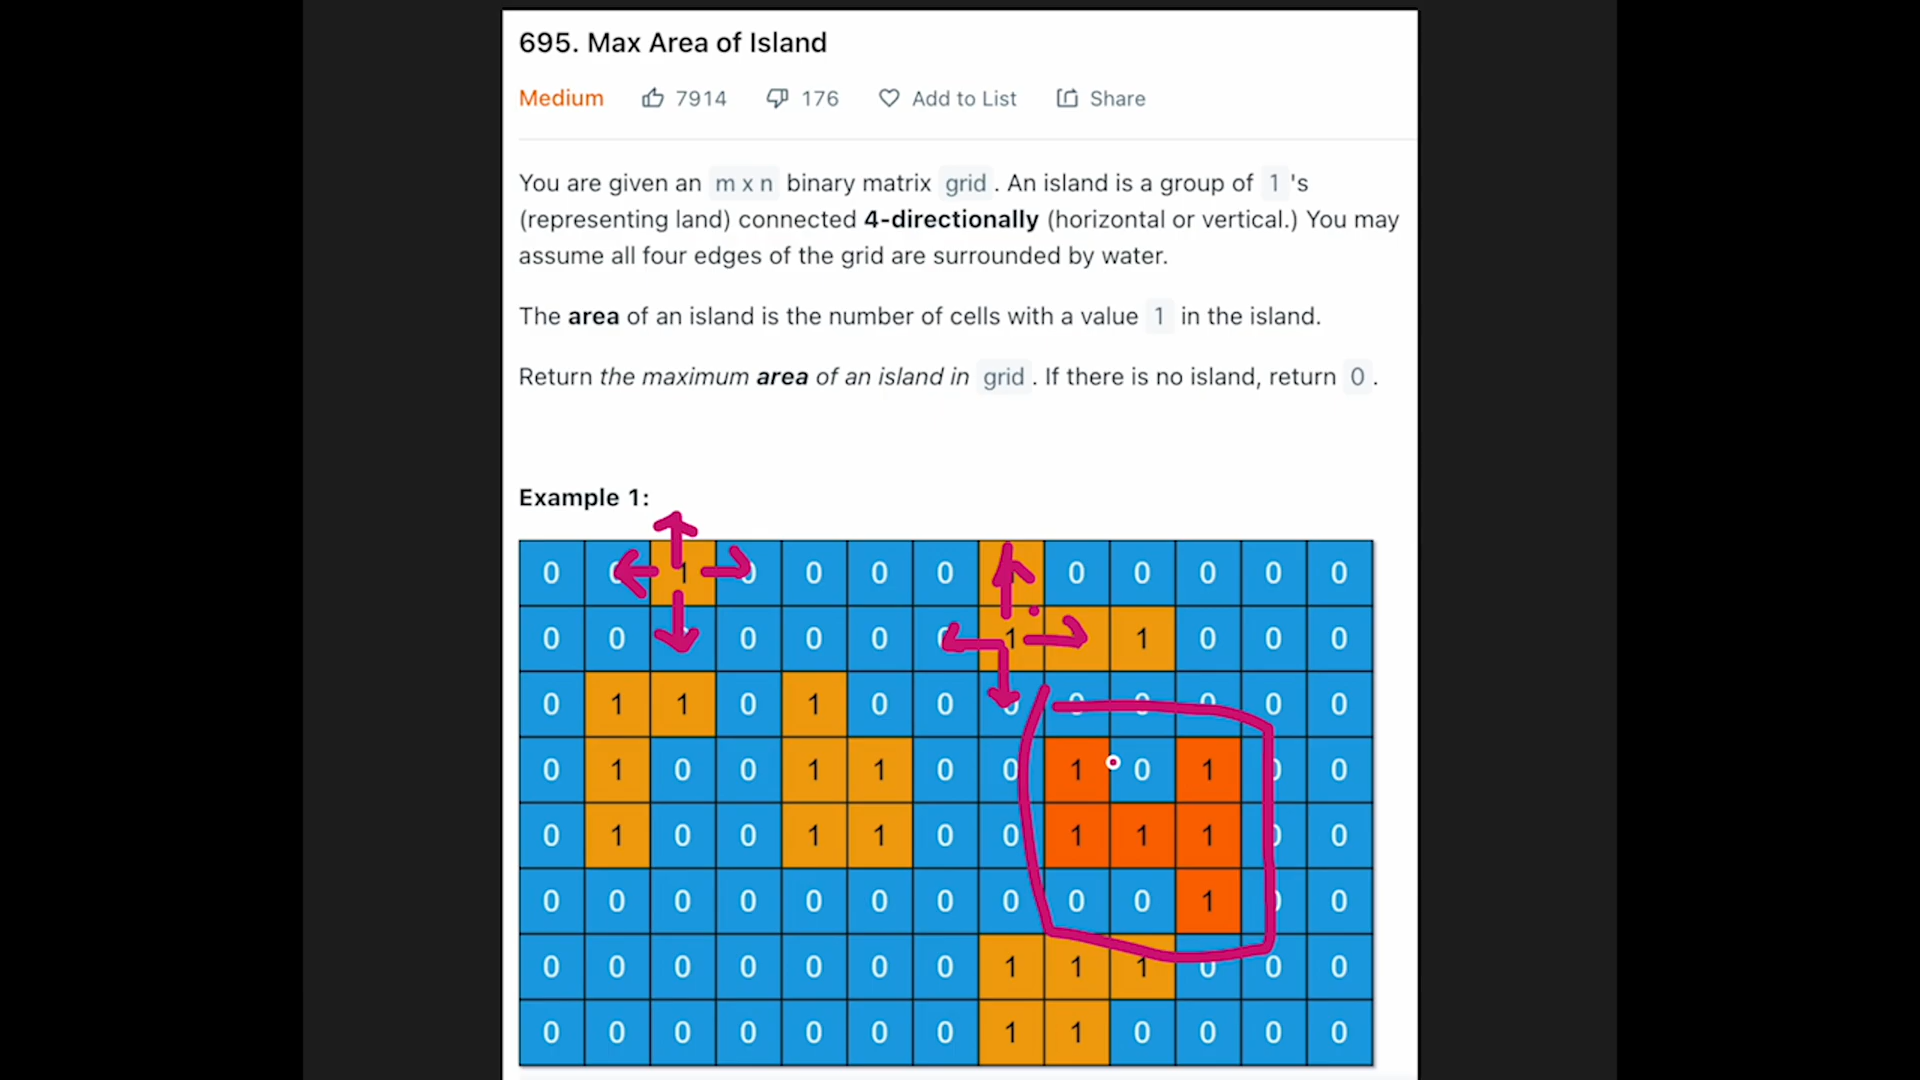 695. Max Area of Island
Medium 7914 176 Add to List Share
You are given an m x n binary matrix grid . An island is a group of 1 's
(representing land) connected 4-directionally (horizontal or vertical.) You may
assume all four edges of the grid are surrounded by water.
The area of an island is the number of cells with a value 1 in the island.
Return the maximum area of an island in grid . If there is no island, return 0 .
Example 1:
0 0 1 0 0 0 0 0 0 0 0 0
0 0 0 0 0 0 1 1 0 0 0
0 1 1 0 1 0 0 0 0 0 0 0 0
0 1 0 0 1 1 0 0 1 0 1 0 0
0 1 0 0 1 1 0 0 1 1 1 0 0
0 0 0 0 0 0 0 0 0 0 1 0 0
0 0 0 0 0 0 0 1 1 1 0 0 0
0 0 0 0 0 0 0 1 1 0 0 0 0